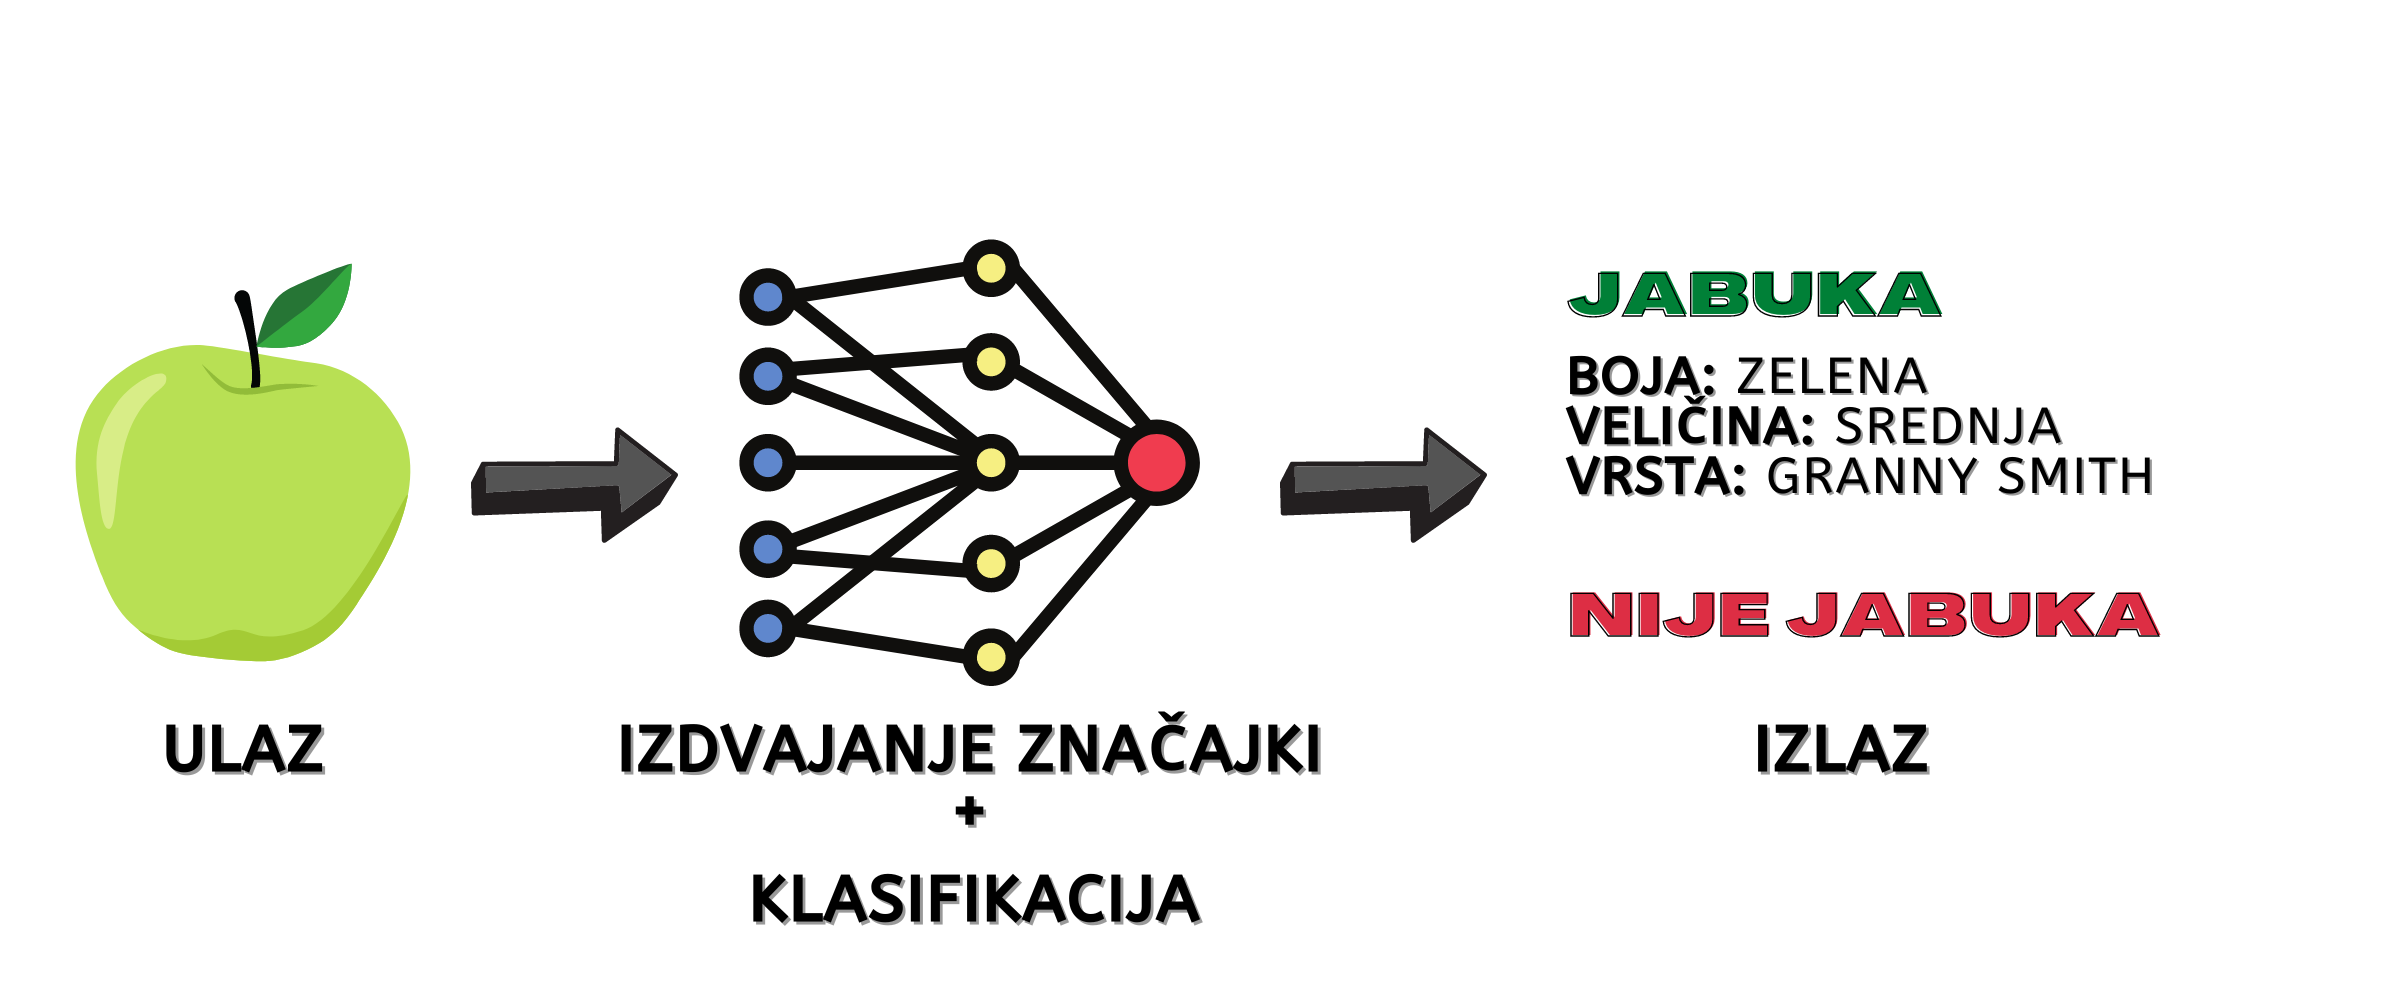 JABUKA
BOJA: ZELENA
VELIČINA: SREDNJA
VRSTA: GRANNY SMITH
NIJE JABUKA
ULAZ
IZDVAJANJE ZNAČAJKI
+
KLASIFIKACIJA
IZLAZ